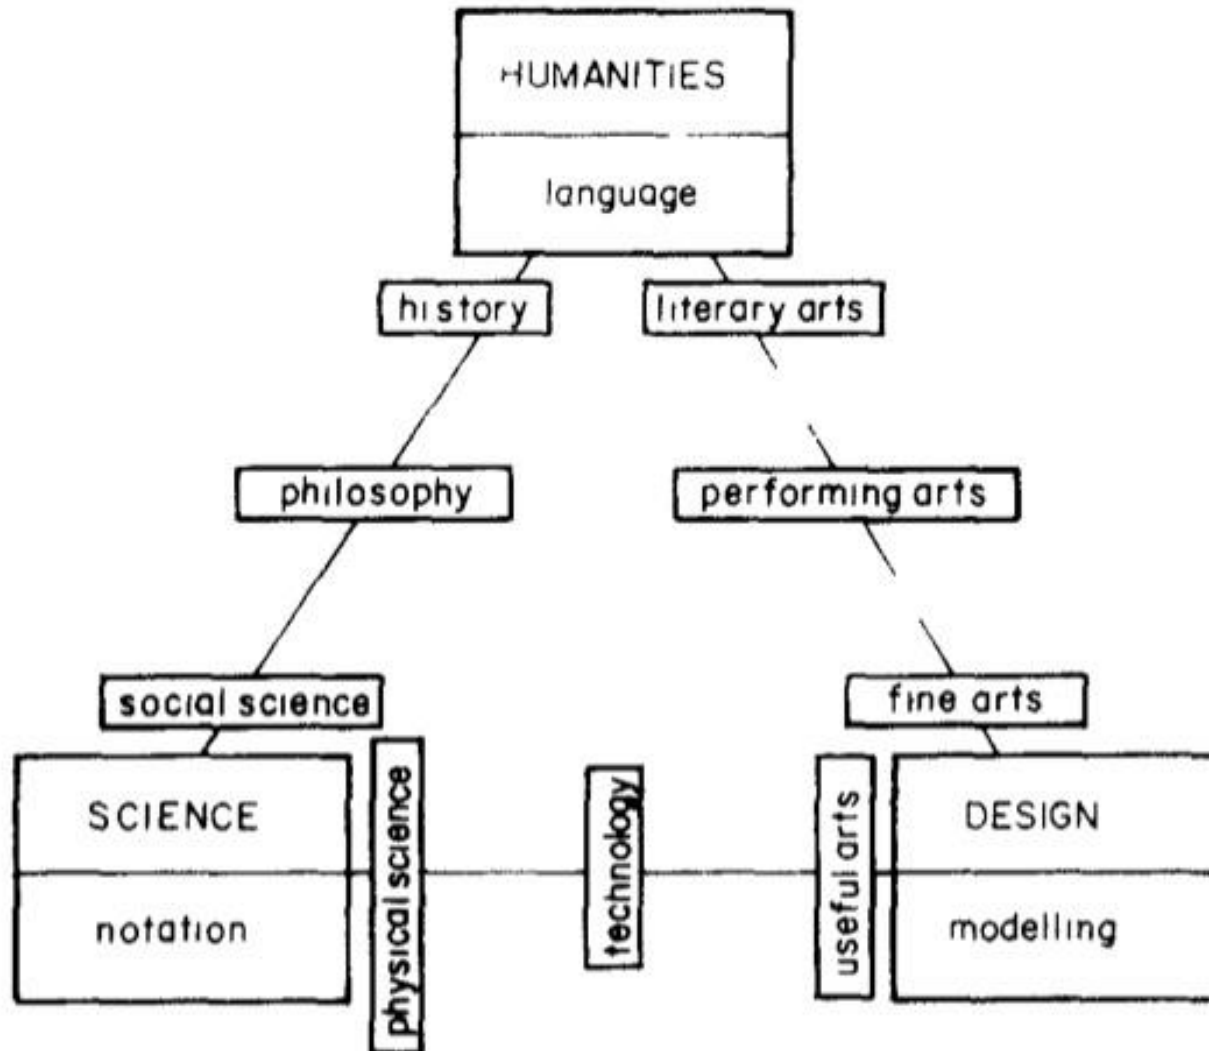 HUMANITIES
language
history
literary arts
philosophy
performing arts
social science
fine arts
SCIENCE
notation
physical science
technology
useful arts
DESIGN
modelling